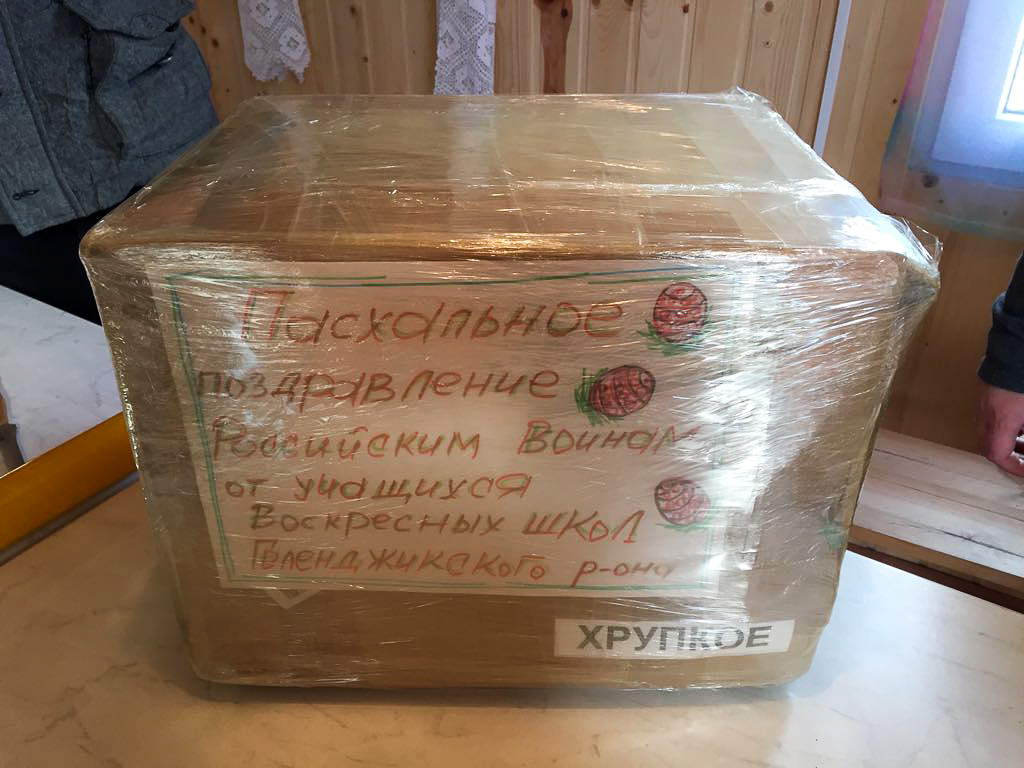 Пасхальное
поздравление
Российским Воинам
от учащихся
Воскресных школ
Геленджикского р-она
ХРУПКОЕ